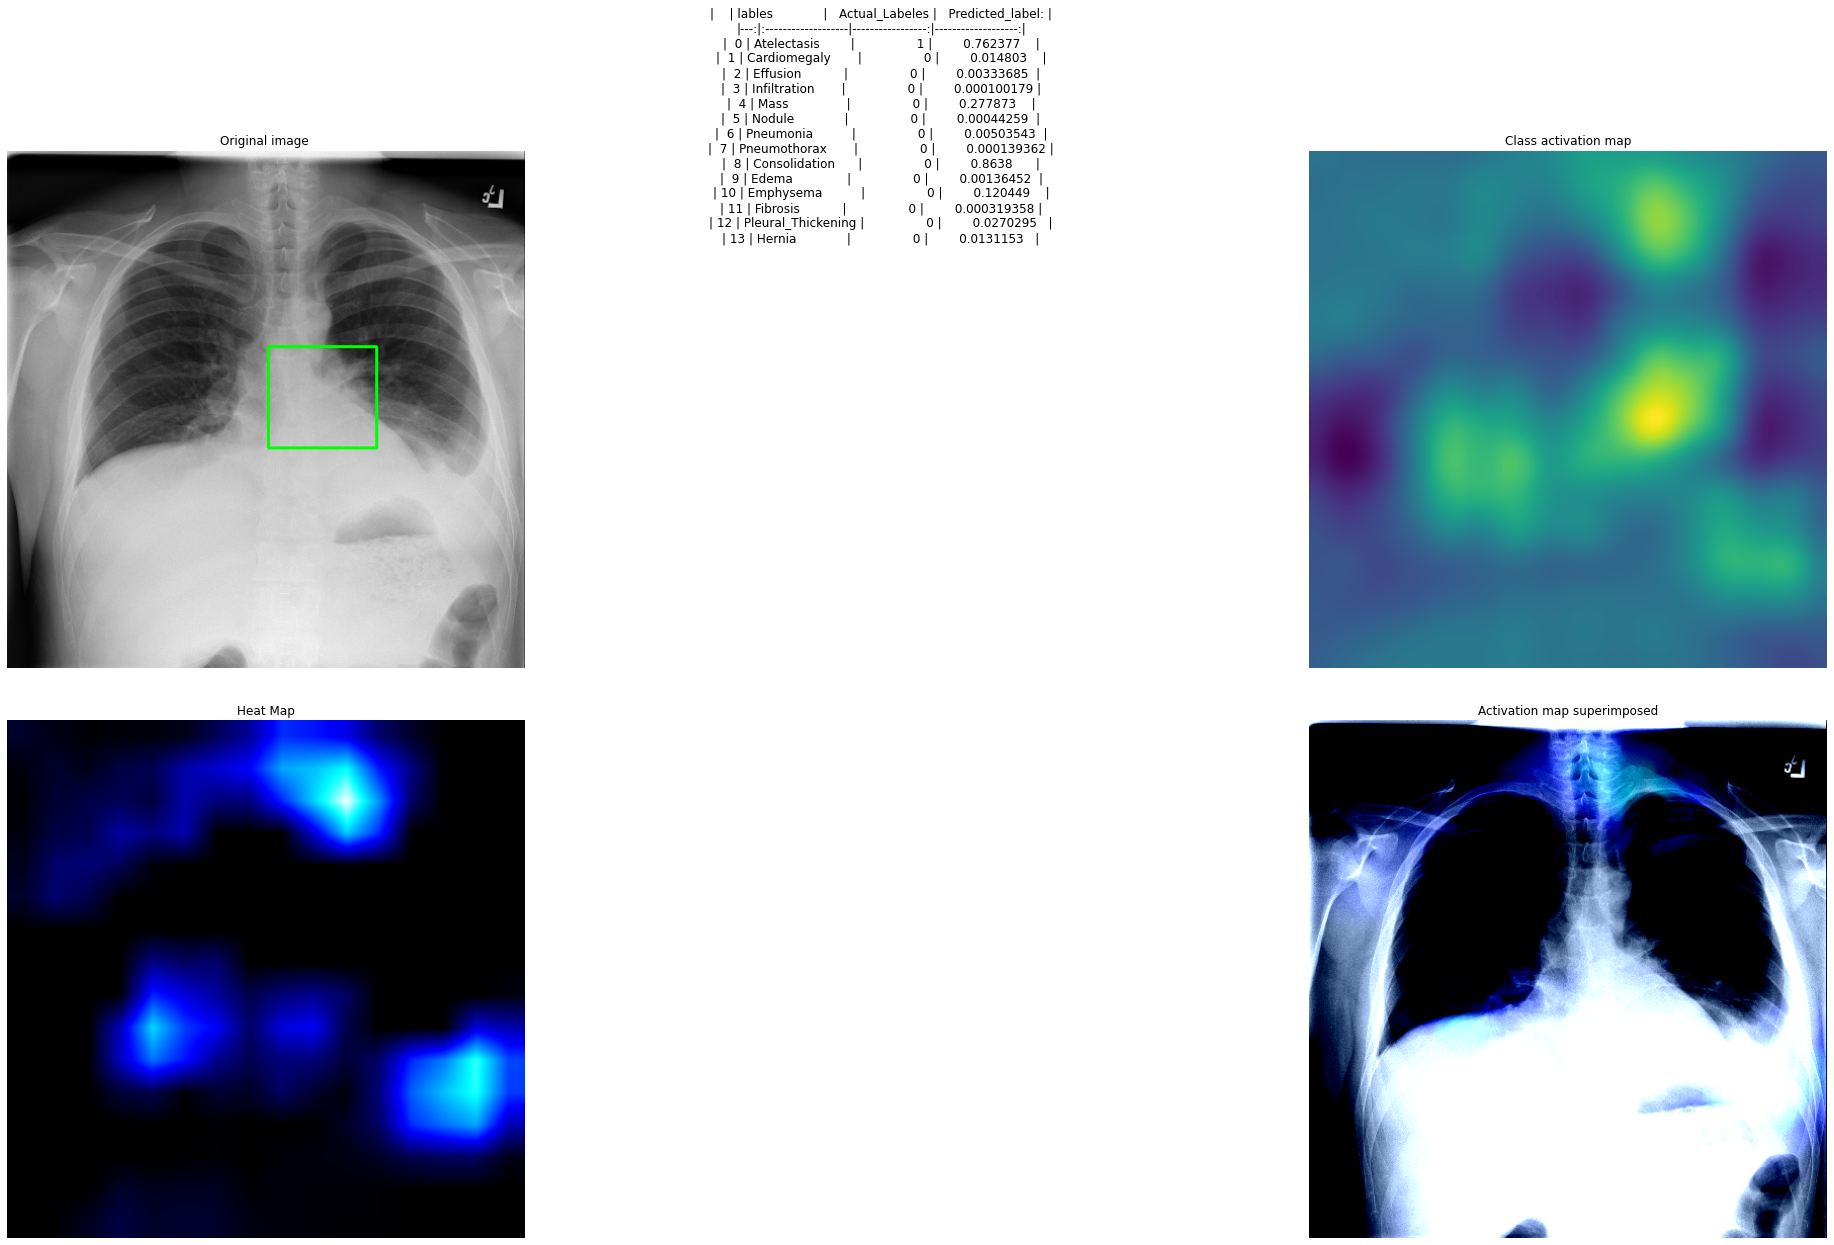 |    | lables             |   Actual_Labeles |   Predicted_label: |
|---:|:-------------------|-----------------:|-------------------:|
|  0 | Atelectasis        |                1 |        0.762377    |
|  1 | Cardiomegaly       |                0 |        0.014803    |
|  2 | Effusion           |                0 |        0.00333685  |
|  3 | Infiltration       |                0 |        0.000100179 |
|  4 | Mass               |                0 |        0.277873    |
|  5 | Nodule             |                0 |        0.00044259  |
|  6 | Pneumonia          |                0 |        0.00503543  |
|  7 | Pneumothorax       |                0 |        0.000139362 |
|  8 | Consolidation      |                0 |        0.8638      |
|  9 | Edema              |                0 |        0.00136452  |
| 10 | Emphysema          |                0 |        0.120449    |
| 11 | Fibrosis           |                0 |        0.000319358 |
| 12 | Pleural_Thickening |                0 |        0.0270295   |
| 13 | Hernia             |                0 |        0.0131153   |
Original image
Class activation map
Heat Map
Activation map superimposed